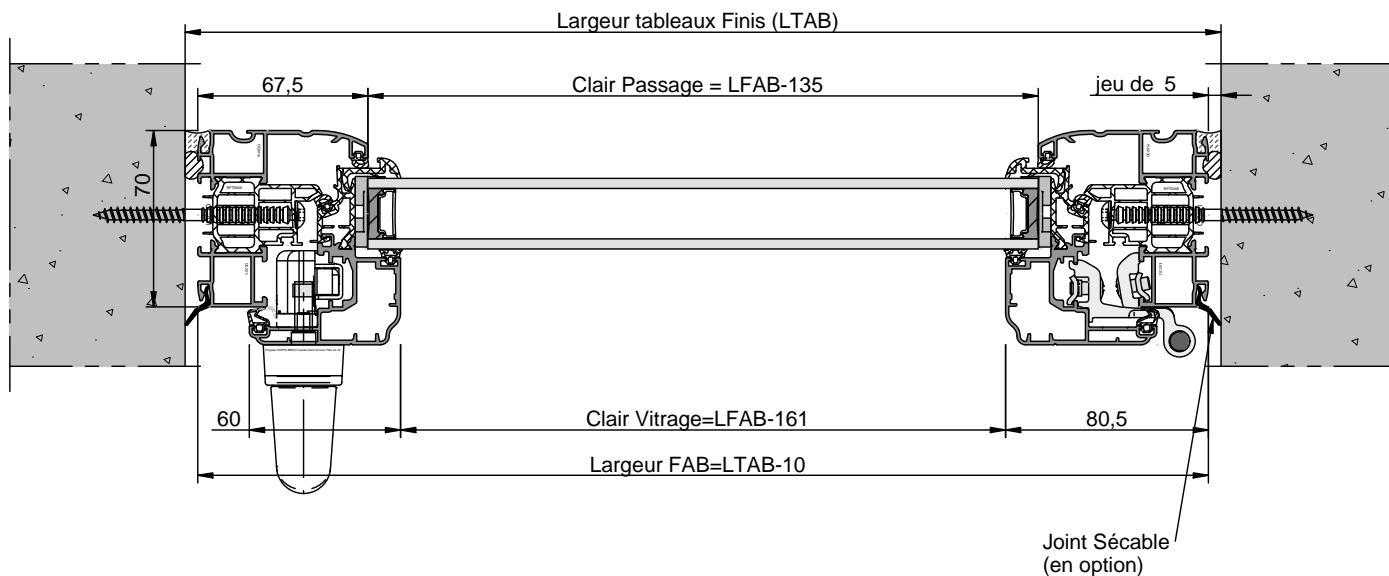 Largeur tableaux Finis (LTAB)
67,5
Clair Passage = LFAB-135
jeu de 5
70
60
Clair Vitrage=LFAB-161
80,5
Largeur FAB=LTAB-10
Joint Sécable
(en option)